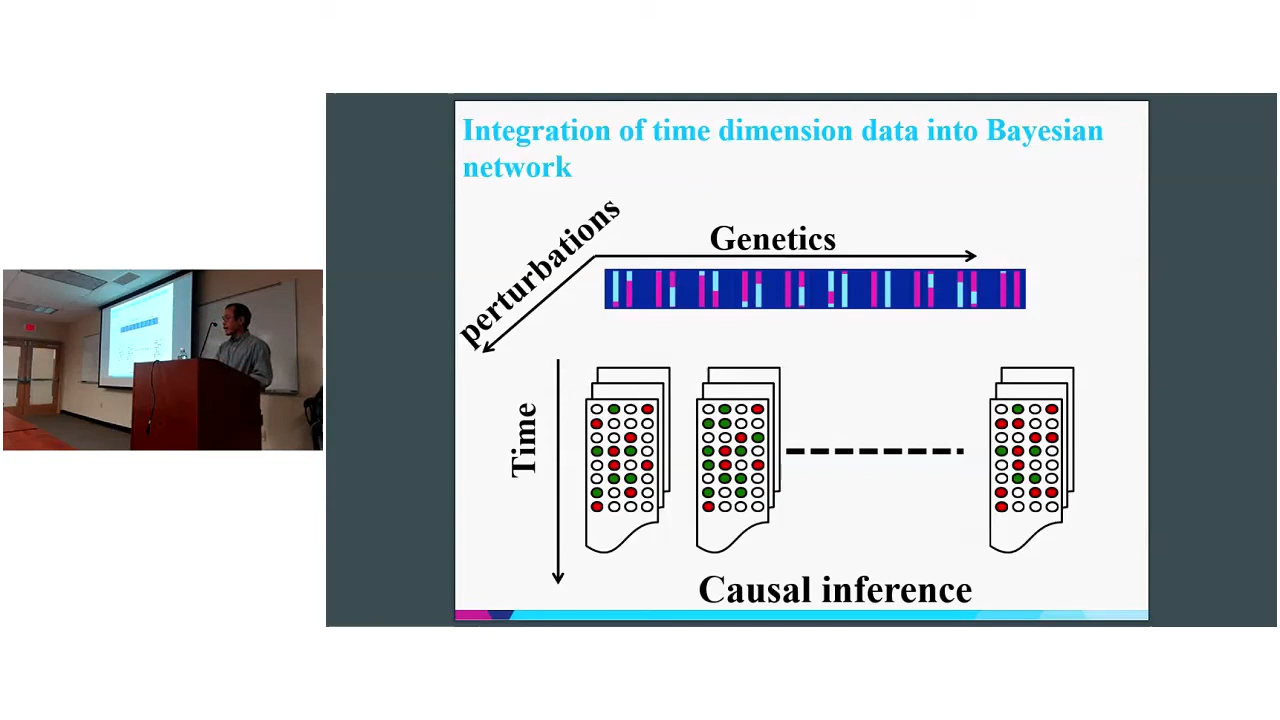 Integration of time dimension data into Bayesian
network
perturbations
Genetics
Time
Causal inference